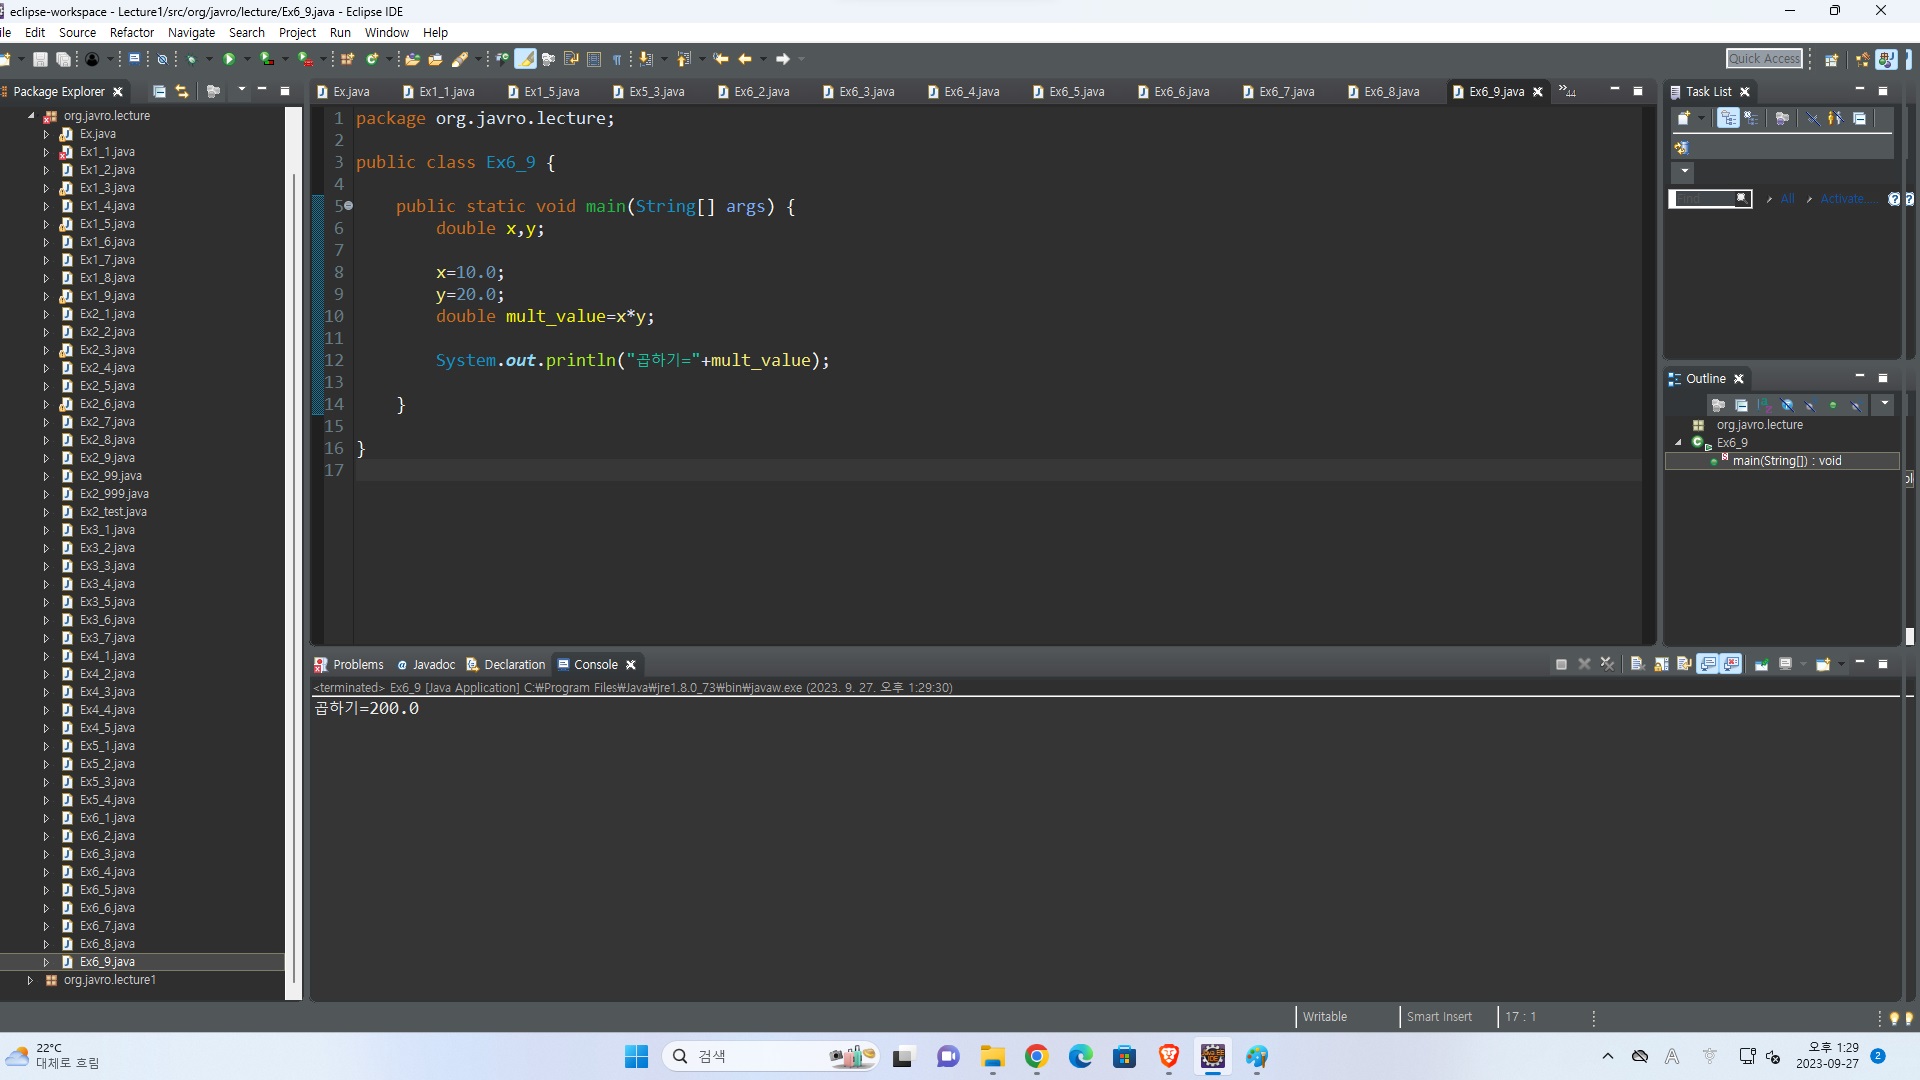 eclipse-workspace - Lecture1/src/org/javro/lecture/Ex6_9.java - Eclipse IDE
ile Edit Source Refactor Navigate Search Project Run Window Help
Quick Access
Package Explorer
org.javro.lecture
Ex.java
Ex1_1.java
Ex1_2.java
Ex1_3.java
Ex1_4.java
Ex1_5.java
Ex1_6.java
Ex1_7.java
Ex1_8.java
Ex1_9.java
Ex2_1.java
Ex2_2.java
Ex2_3.java
Ex2_4.java
Ex2_5.java
Ex2_6.java
Ex2_7.java
Ex2_8.java
Ex2_9.java
Ex2_99.java
Ex2_999.java
Ex2_test.java
Ex3_1.java
Ex3_2.java
Ex3_3.java
Ex3_4.java
Ex3_5.java
Ex3_6.java
Ex3_7.java
Ex4_1.java
Ex4_2.java
Ex4_3.java
Ex4_4.java
Ex4_5.java
Ex5_1.java
Ex5_2.java
Ex5_3.java
Ex5_4.java
Ex6_1.java
Ex6_2.java
Ex6_3.java
Ex6_4.java
Ex6_5.java
Ex6_6.java
Ex6_7.java
Ex6_8.java
Ex6_9.java
org.javro.lecture1
Ex.java Ex1_1.java Ex1_5.java Ex5_3.java Ex6_2.java Ex6_3.java Ex6_4.java Ex6_5.java Ex6_6.java Ex6_7.java Ex6_8.java Ex6_9.java »44
1 package org.javro.lecture;
2
3 public class Ex6_9 {
4
5 public static void main(String[] args) {
6 double x,y;
7
8 x=10.0;
9 y=20.0;
10 double mult_value=x*y;
11
12 System.out.println("곱하기="+mult_value);
13
14 }
15
16 }
17
Task List
Find All Activate...
Outline
org.javro.lecture
Ex6_9
main(String[]) : void
Problems Javadoc Declaration Console
<terminated> Ex6_9 [Java Application] C:₩Program Files₩Java₩jre1.8.0_73₩bin₩javaw.exe (2023. 9. 27. 오후 1:29:30)
곱하기=200.0
Writable Smart Insert 17 : 1
22°C
대체로 흐림
검색
A
오후 1:29
2023-09-27
2